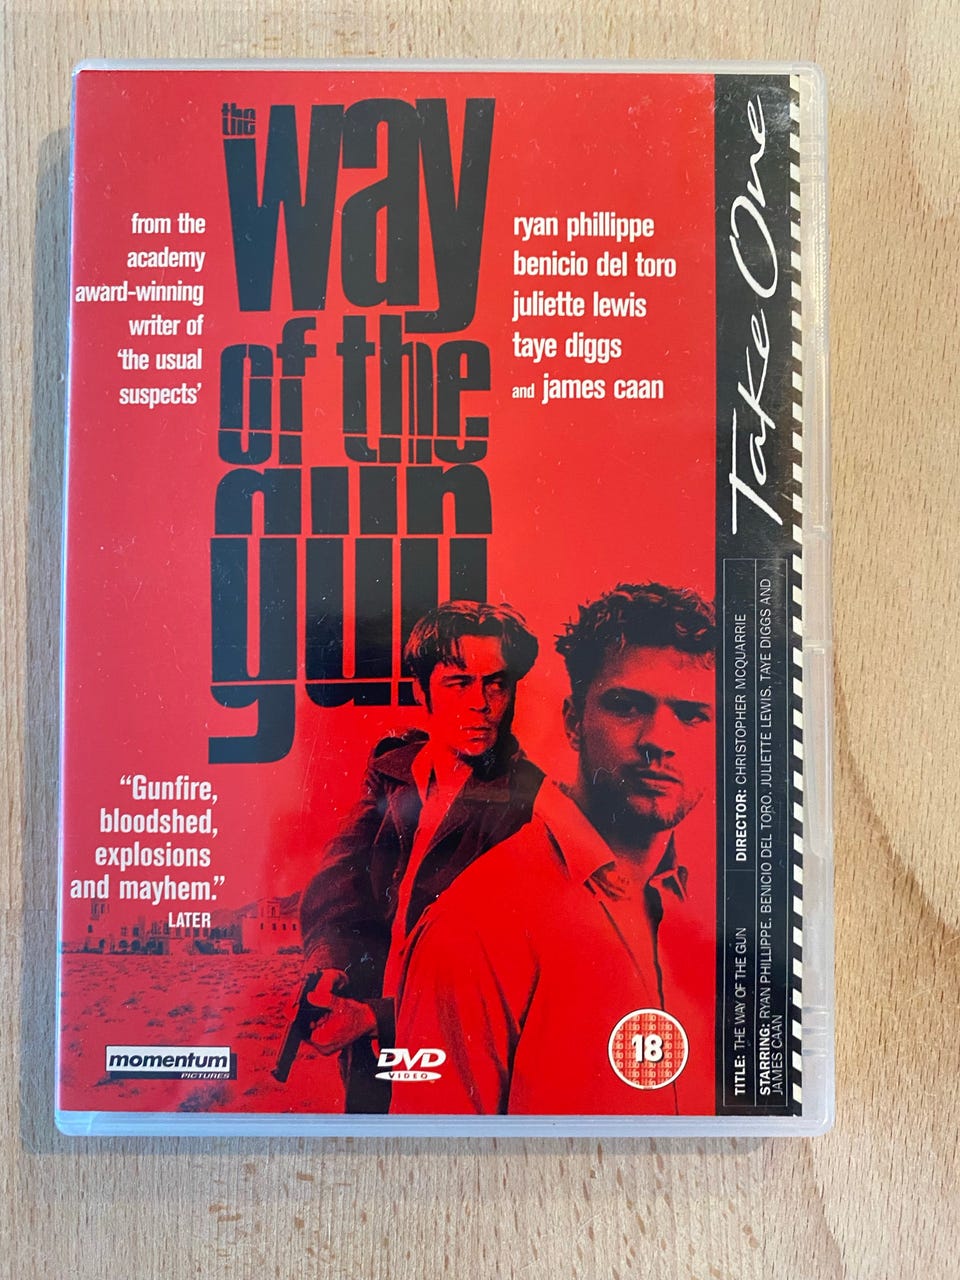 the
way
of the
gun
from the
academy
award-winning
writer of
'the usual
suspects'
ryan phillippe
benicio del toro
juliette lewis
taye diggs
and james caan
"Gunfire,
bloodshed,
explosions
and mayhem."
LATER
momentum
PICTURES
DVD
VIDEO
18
Take One
TITLE: THE WAY OF THE GUN DIRECTOR: CHRISTOPHER MCQUARRIE
STARRING: RYAN PHILLIPPE, BENICIO DEL TORO, JULIETTE LEWIS, TAYE DIGGS AND
JAMES CAAN